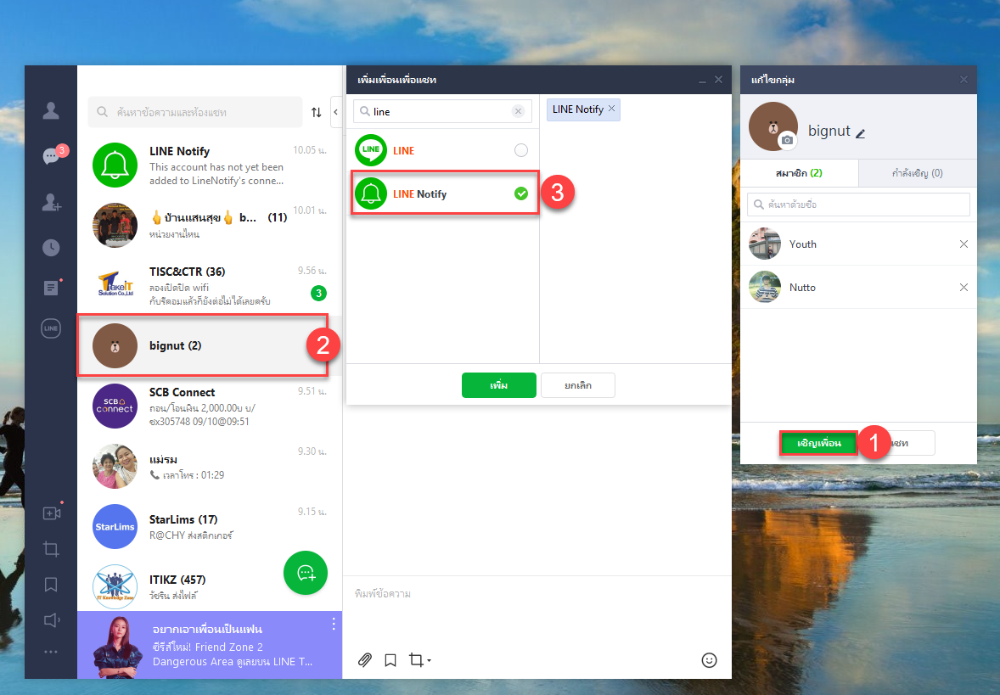 3
ค้นหาข้อความและห้องแชท
LINE Notify
10.05 น.
This account has not yet been
added to LineNotify's conne...
👆บ้านแสนสุข👆 b... (11)
10.01 น.
หน่วยงานไหน
TakeIT
Solution Co.,Ltd
TISC&CTR (36)
9.56 น.
ลองเปิดปิด wifi
กับรีดอมแล้วก็ยังต่อไม่ได้เลยครับ
3
bignut (2)
2
SCB
connect
SCB Connect
9.51 น.
ถอน/โอนเงิน 2,000.00บ บ/
ชx305748 09/10@09:51
แม่รม
9.30 น.
เวลาโทร : 01:29
StarLims
StarLims (17)
9.15 น.
R@CHY ส่งสติกเกอร์
IT Knowledge Zone
ITIKZ (457)
วัชริน ส่งไฟล์
อยากเอาเพื่อนเป็นแฟน
ซีรีส์ใหม่! Friend Zone 2
Dangerous Area ดูเลยบน LINE T...
LINE
เพิ่มเพื่อนเพื่อแชท
line
LINE Notify
LINE
LINE
LINE Notify
3
เพิ่ม
ยกเลิก
พิมพ์ข้อความ
แก้ไขกลุ่ม
bignut
สมาชิก (2)
กำลังเชิญ (0)
ค้นหาด้วยชื่อ
Youth
Nutto
เชิญเพื่อน
1
แชท